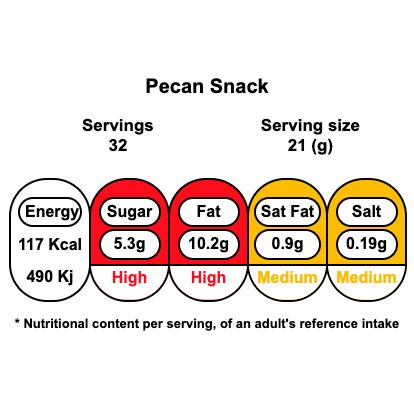 Pecan Snack
Servings Serving size
32 21 (g)
Energy Sugar Fat Sat Fat Salt
117 Kcal 5.3g 10.2g 0.9g 0.19g
490 Kj High High Medium Medium
* Nutritional content per serving, of an adult's reference intake